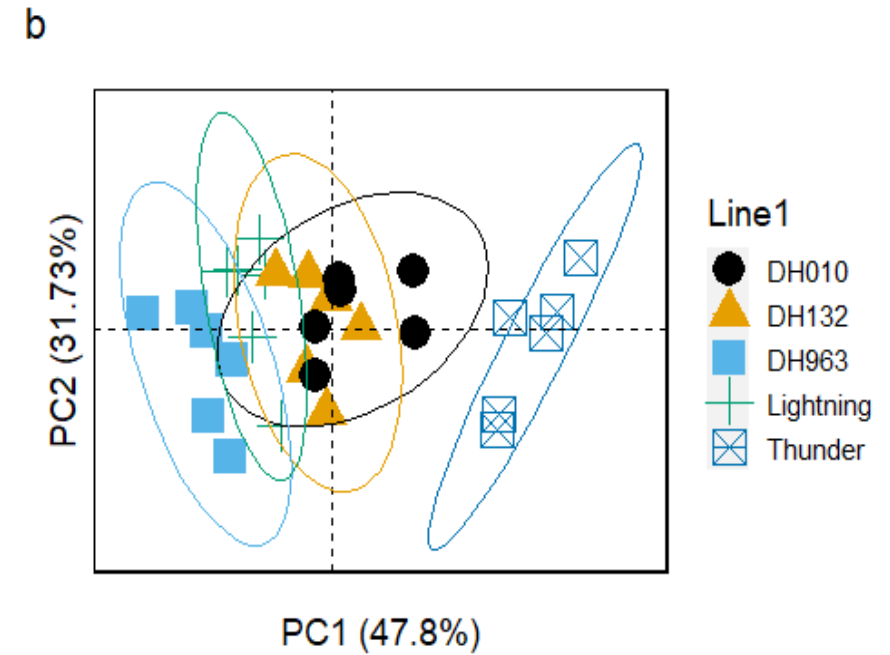 b
PC2 (31.73%)
PC1 (47.8%)
Line1
DH010
DH132
DH963
Lightning
Thunder